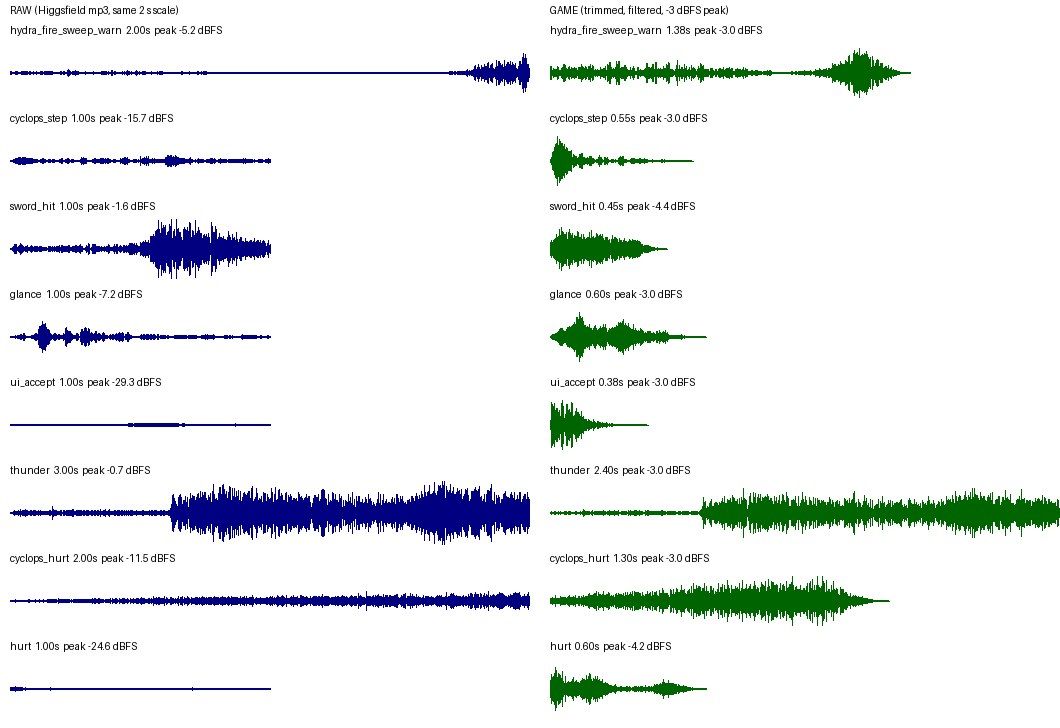 RAW (Higgsfield mp3, same 2 sscale)
GAME (trimmed, filtered, -3 dBFS peak)
hydra_fire_sweep_warn 2.00s peak -5.2 dBFS
hydra_fire_sweep_warn 1.38s peak -3.0 dBFS
cyclops_step 1.00s peak -15.7 dBFS
cyclops_step 0.55s peak -3.0 dBFS
sword_hit 1.00s peak -1.6 dBFS
sword_hit 0.45s peak -4.4 dBFS
glance 1.00s peak -7.2 dBFS
glance 0.60s peak -3.0 dBFS
ui_accept 1.00s peak -29.3 dBFS
ui_accept 0.38s peak -3.0 dBFS
thunder 3.00s peak -0.7 dBFS
thunder 2.40s peak -3.0 dBFS
cyclops_hurt 2.00s peak -11.5 dBFS
cyclops_hurt 1.30s peak -3.0 dBFS
hurt 1.00s peak -24.6 dBFS
hurt 0.60s peak -4.2 dBFS